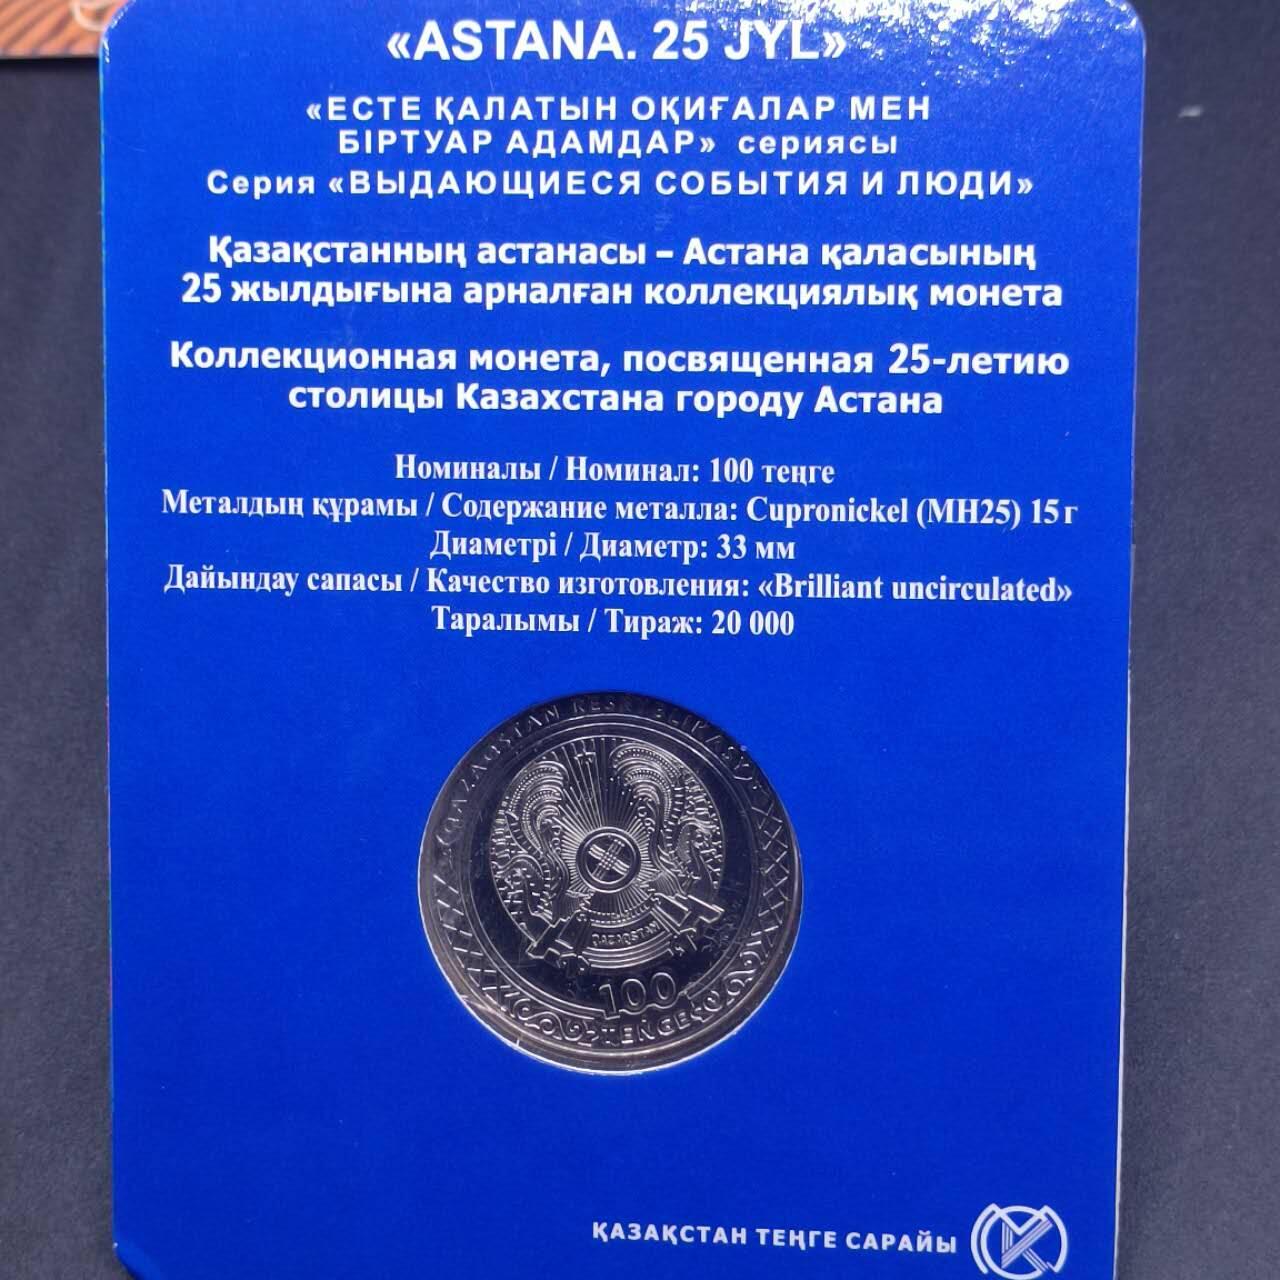 «ASTANA. 25 JYL»
«ЕСТЕ ҚАЛАТЫН ОҚИҒАЛАР МЕН
БІРТУАР АДАМДАР» сериясы
Серия «ВЫДАЮЩИЕСЯ СОБЫТИЯ И ЛЮДИ»
Қазақстанның астанасы – Астана қаласының
25 жылдығына арналған коллекциялық монета
Коллекционная монета, посвященная 25-летию
столицы Казахстана городу Астана
Номиналы / Номинал: 100 теңге
Металдың құрамы / Содержание металла: Cupronickel (МН25) 15 г
Диаметрі / Диаметр: 33 мм
Дайындау сапасы / Качество изготовления: «Brilliant uncirculated»
Таралымы / Тираж: 20 000
QAZAQSTAN RESPÝBLIKASY
QAZAQSTAN
100
TEŃGE
ҚАЗАҚСТАН ТЕҢГЕ САРАЙЫ